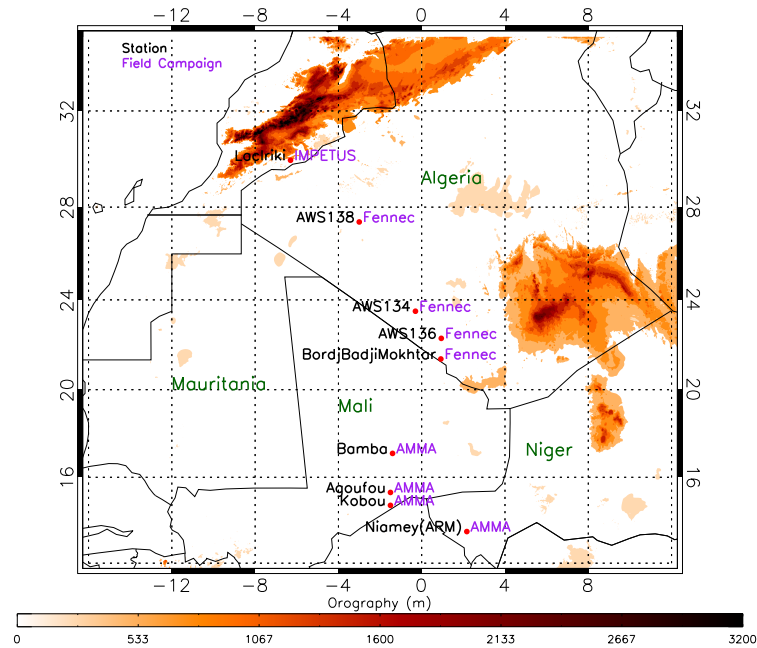 −12 −8 −4 0 4 8
Station
Field Campaign
32 32
Laciriki IMPETUS
Algeria
28 28
AWS138 Fennec
24 24
AWS134 Fennec
AWS136 Fennec
BordjBadjiMokhtar Fennec
Mauritania
20 20
Mali
Bamba AMMA
Niger
16 16
Agoufou AMMA
Kobou AMMA
Niamey(ARM) AMMA
−12 −8 −4 0 4 8
Orography (m)
0 533 1067 1600 2133 2667 3200